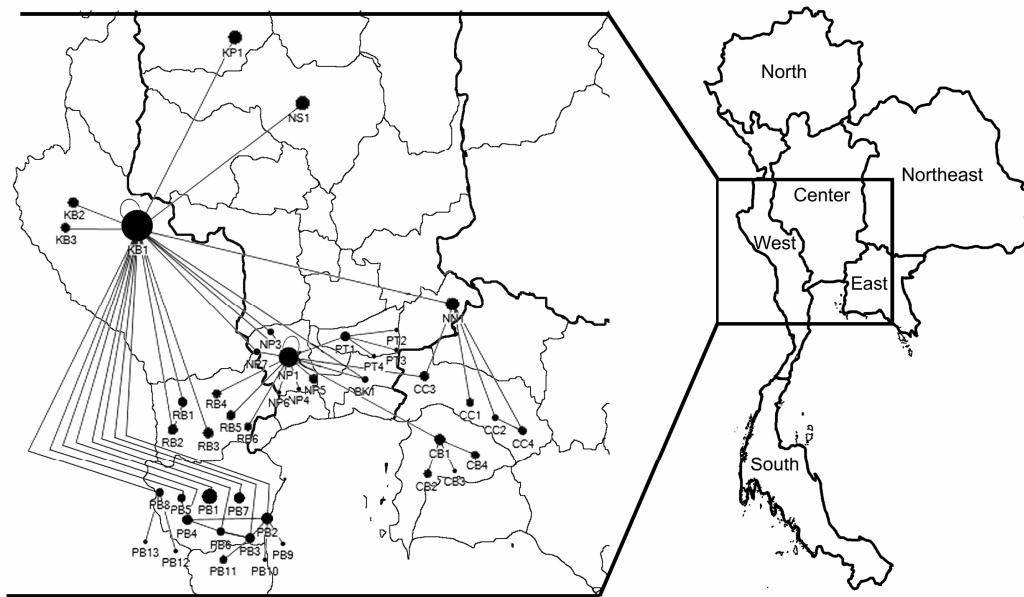 KP1
NS1
KB2
KB3
KB1
NP3
NP7
NP1
NP6
NP4
NP5
BK1
PT1
PT2
PT3
PT4
CC3
CC1
CC2
CC4
RB4
RB1
RB5
RB2
RB3
RB6
CB1
CB4
CB2
CB3
PB8
PB5
PB1
PB7
PB4
PB2
PB6
PB3
PB13
PB12
PB9
PB11
PB10
North
Northeast
Center
West
East
South